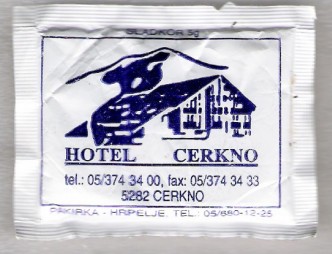 SLADKOR 5g
HOTEL CERKNO
tel.: 05/374 34 00, fax: 05/374 34 33
5282 CERKNO
PAKIRKA - HRPELJE, TEL.: 05/680-12-25